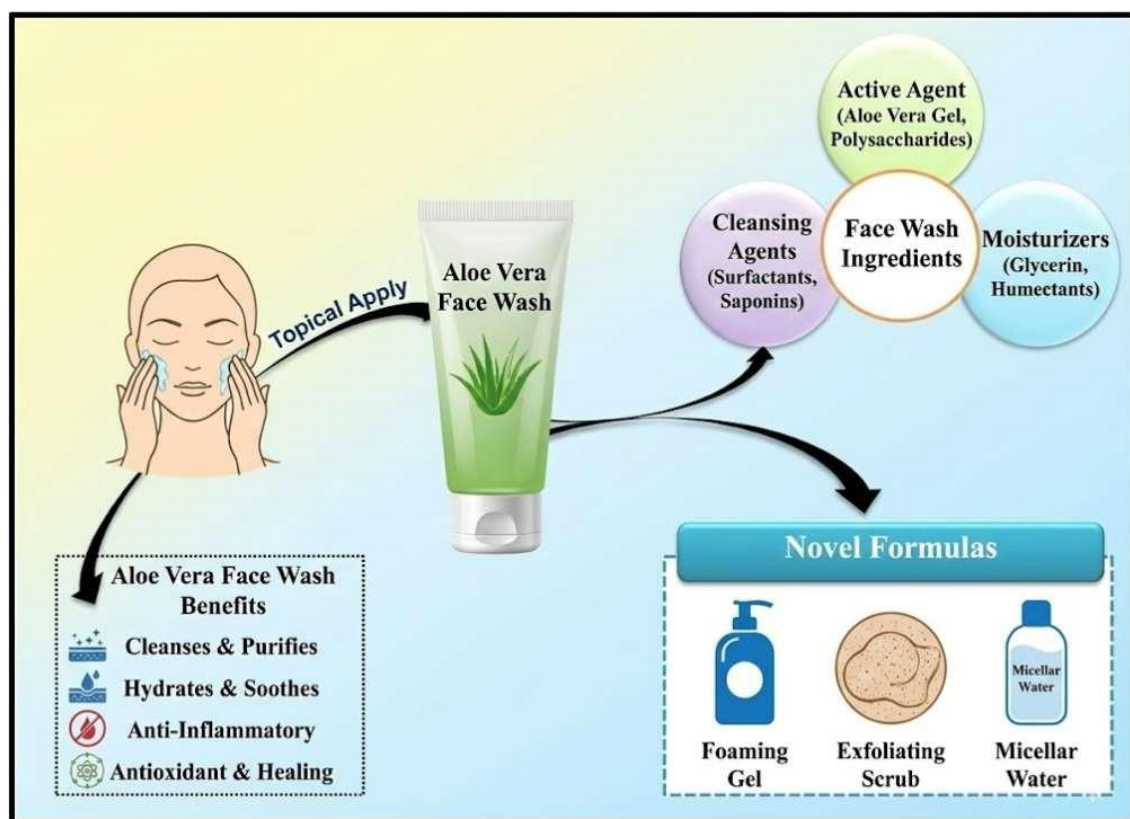 Active Agent
(Aloe Vera Gel,
Polysaccharides)
Cleansing
Agents
(Surfactants,
Saponins)
Face Wash
Ingredients
Moisturizers
(Glycerin,
Humectants)
Topical Apply
Aloe Vera
Face Wash
Aloe Vera Face Wash
Benefits
Cleanses & Purifies
Hydrates & Soothes
Anti-Inflammatory
Antioxidant & Healing
Novel Formulas
Micellar
Water
Foaming
Gel
Exfoliating
Scrub
Micellar
Water